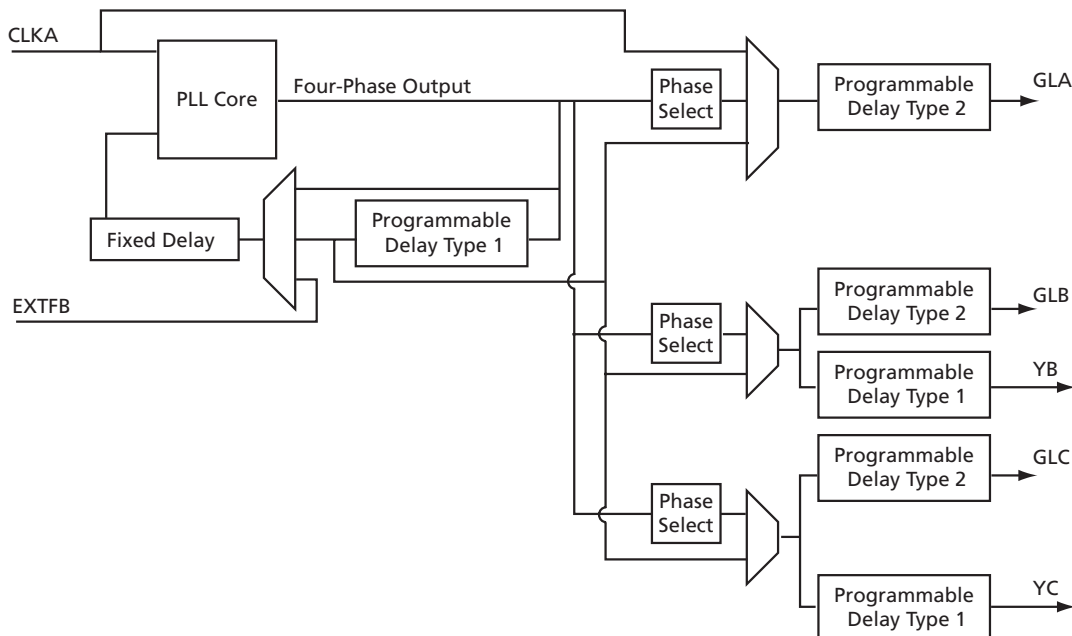 CLKA
PLL Core
Four-Phase Output
Phase
Select
Programmable
Delay Type 2
GLA
Fixed Delay
Programmable
Delay Type 1
EXTFB
Phase
Select
Programmable
Delay Type 2
GLB
Programmable
Delay Type 1
YB
Phase
Select
Programmable
Delay Type 2
GLC
Programmable
Delay Type 1
YC